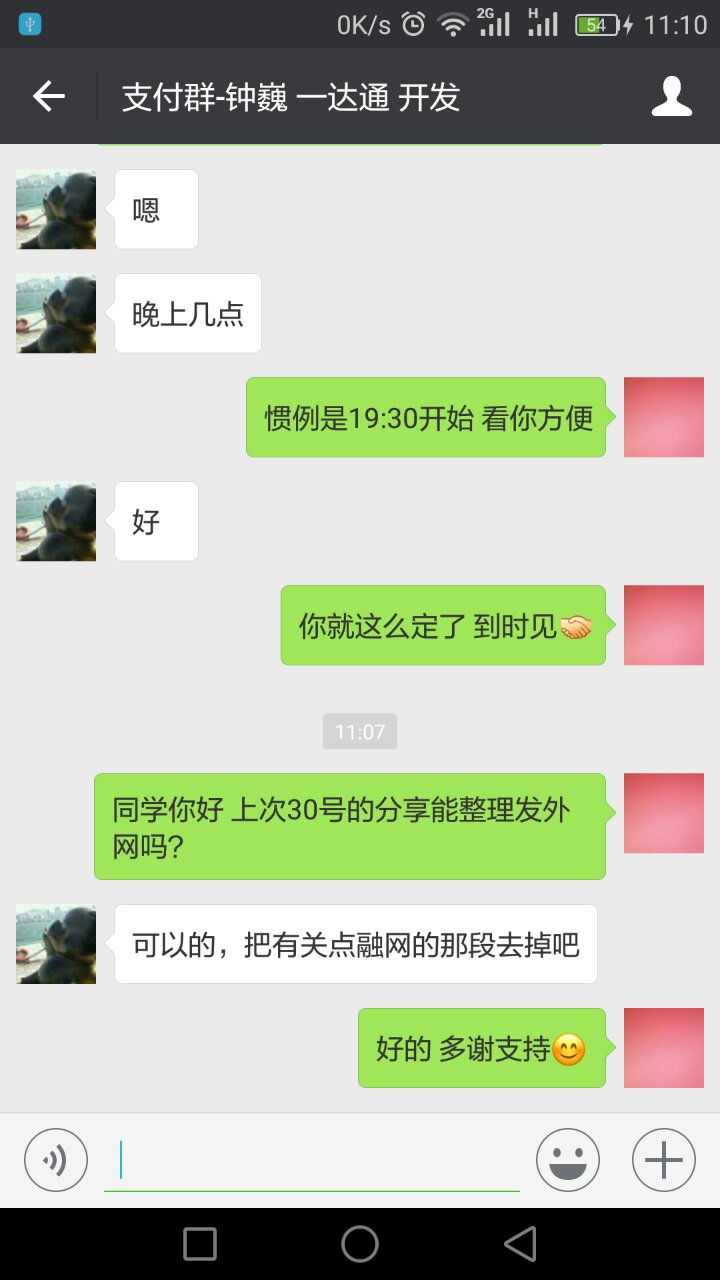 0K/s 2G H 54 11:10
支付群-钟巍 一达通 开发
嗯
晚上几点
惯例是19:30开始 看你方便
好
你就这么定了 到时见🤝
11:07
同学你好 上次30号的分享能整理发外
网吗?
可以的，把有关点融网的那段去掉吧
好的 多谢支持😊